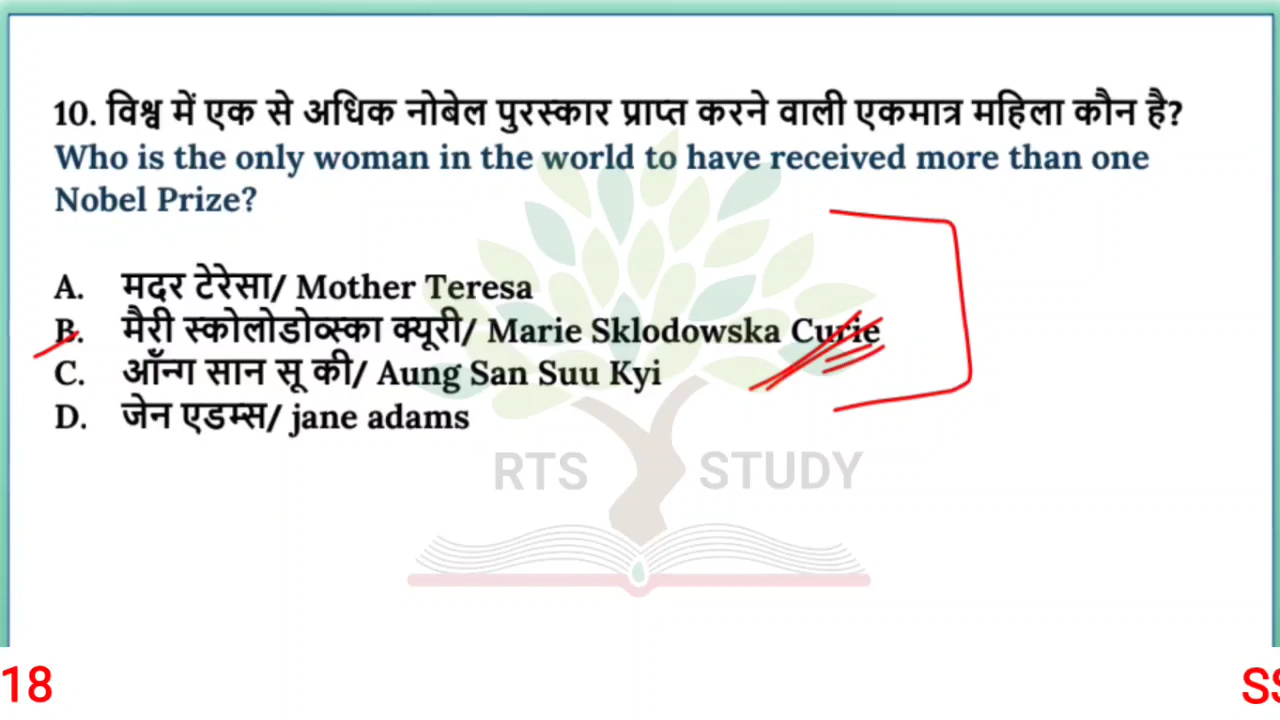 10. विश्व में एक से अधिक नोबेल पुरस्कार प्राप्त करने वाली एकमात्र महिला कौन है?
Who is the only woman in the world to have received more than one
Nobel Prize?
A. मदर टेरेसा/ Mother Teresa
B. मैरी स्कोलोडोव्स्का क्यूरी/ Marie Sklodowska Curie
C. आँन्ग सान सू की/ Aung San Suu Kyi
D. जेन एडम्स/ jane adams
RTS STUDY
18